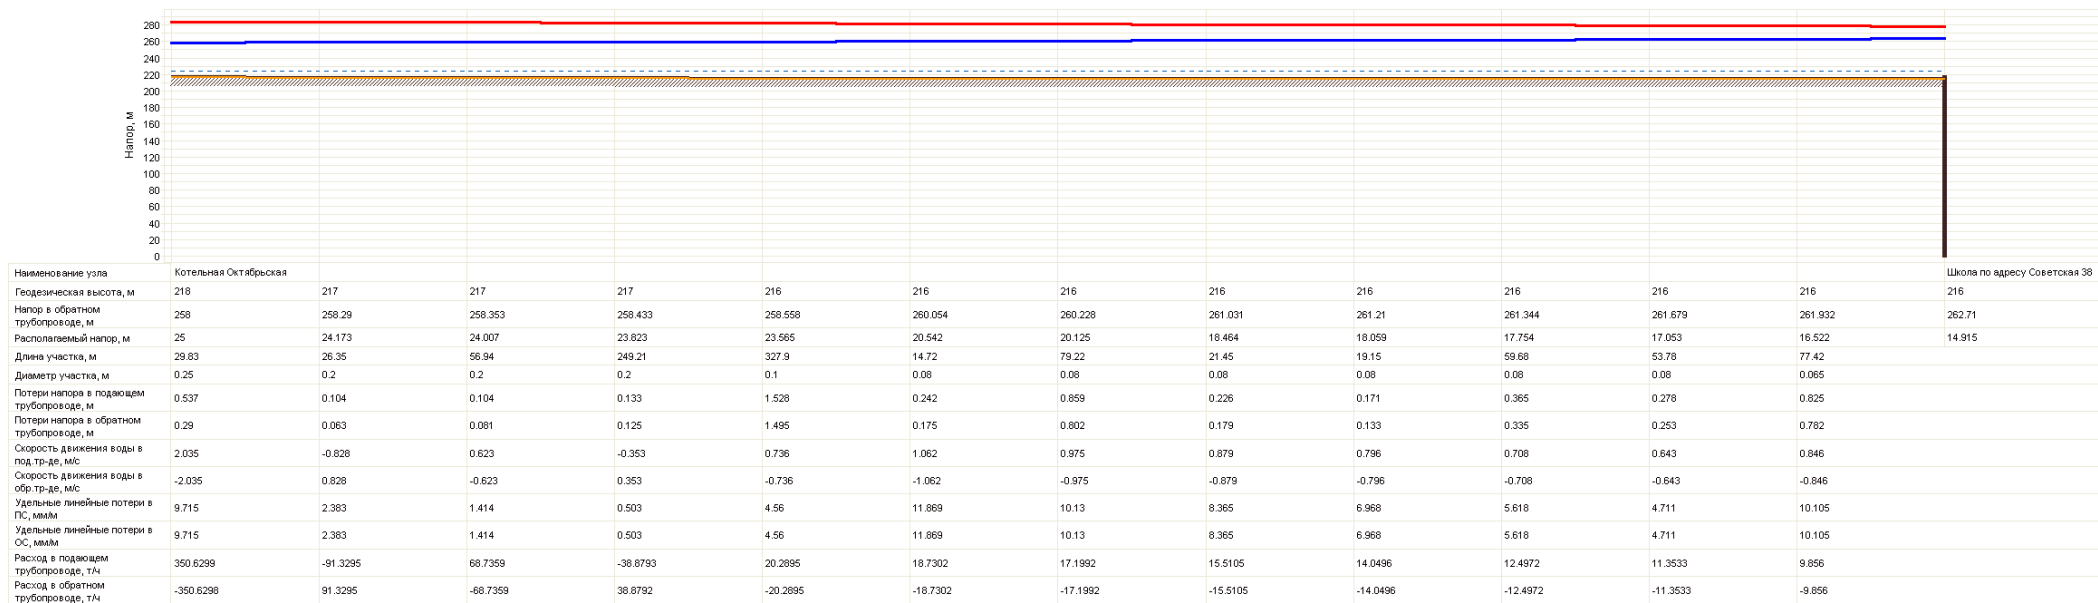 280
260
240
220
200
180
160
140
120
100
80
60
40
20
0
Напор, м
Наименование узла Котельная Октябрьская Школа по адресу Советская 38
Геодезическая высота, м 218 217 217 217 216 216 216 216 216 216 216 216 216
Напор в обратном
трубопроводе, м 258 258.29 258.353 258.433 258.558 260.054 260.228 261.031 261.21 261.344 261.679 261.932 262.71
Располагаемый напор, м 25 24.173 24.007 23.823 23.565 20.542 20.125 18.464 18.059 17.754 17.053 16.522 14.915
Длина участка, м 29.83 26.35 56.94 249.21 327.9 14.72 79.22 21.45 19.15 59.68 53.78 77.42
Диаметр участка, м 0.25 0.2 0.2 0.2 0.1 0.08 0.08 0.08 0.08 0.08 0.08 0.065
Потери напора в подающем
трубопроводе, м 0.537 0.104 0.104 0.133 1.528 0.242 0.859 0.226 0.171 0.365 0.278 0.825
Потери напора в обратном
трубопроводе, м 0.29 0.063 0.081 0.125 1.495 0.175 0.802 0.179 0.133 0.335 0.253 0.782
Скорость движения воды в
под.тр-де, м/с 2.035 -0.828 0.623 -0.353 0.736 1.062 0.975 0.879 0.796 0.708 0.643 0.846
Скорость движения воды в
обр.тр-де, м/с -2.035 0.828 -0.623 0.353 -0.736 -1.062 -0.975 -0.879 -0.796 -0.708 -0.643 -0.846
Удельные линейные потери в
ПС, мм/м 9.715 2.383 1.414 0.503 4.56 11.869 10.13 8.365 6.968 5.618 4.711 10.105
Удельные линейные потери в
ОС, мм/м 9.715 2.383 1.414 0.503 4.56 11.869 10.13 8.365 6.968 5.618 4.711 10.105
Расход в подающем
трубопроводе, т/ч 350.6299 -91.3295 68.7359 -38.8793 20.2895 18.7302 17.1992 15.5105 14.0496 12.4972 11.3533 9.856
Расход в обратном
трубопроводе, т/ч -350.6298 91.3295 -68.7359 38.8792 -20.2895 -18.7302 -17.1992 -15.5105 -14.0496 -12.4972 -11.3533 -9.856